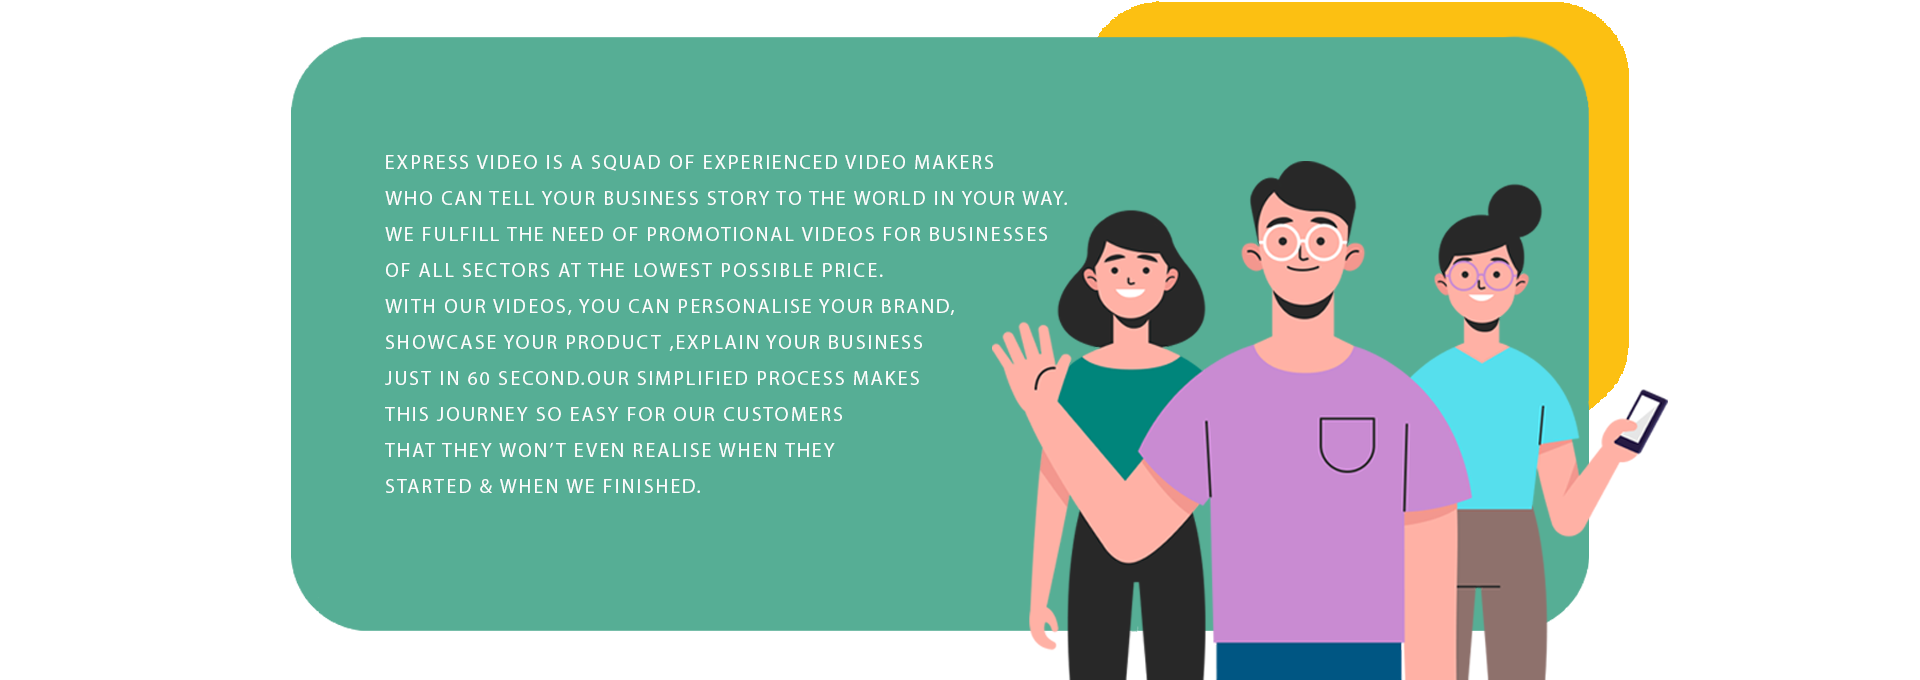 EXPRESS VIDEO IS A SQUAD OF EXPERIENCED VIDEO MAKERS
WHO CAN TELL YOUR BUSINESS STORY TO THE WORLD IN YOUR WAY.
WE FULFILL THE NEED OF PROMOTIONAL VIDEOS FOR BUSINESSES
OF ALL SECTORS AT THE LOWEST POSSIBLE PRICE.
WITH OUR VIDEOS, YOU CAN PERSONALISE YOUR BRAND,
SHOWCASE YOUR PRODUCT ,EXPLAIN YOUR BUSINESS
JUST IN 60 SECOND.OUR SIMPLIFIED PROCESS MAKES
THIS JOURNEY SO EASY FOR OUR CUSTOMERS
THAT THEY WON’T EVEN REALISE WHEN THEY
STARTED & WHEN WE FINISHED.